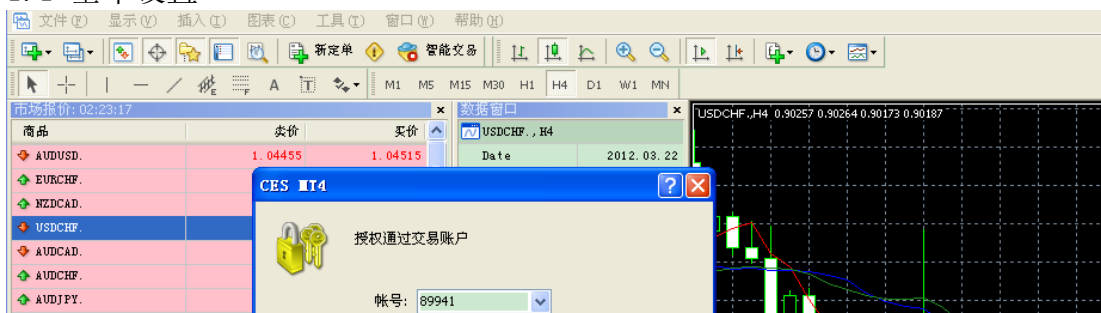 文件(F) 显示(V) 插入(I) 图表(C) 工具(T) 窗口(W) 帮助(H)
新定单 智能交易
A T M1 M5 M15 M30 H1 H4 D1 W1 MN
市场报价: 02:23:17
商品 卖价 买价
AUDUSD. 1.04455 1.04515
EURCHF.
NZDCAD.
USDCHF.
AUDCAD.
AUDCHF.
AUDJPY.
数据窗口
USDCHF., H4
Date 2012.03.22
USDCHF.,H4 0.90257 0.90264 0.90173 0.90187
CES MT4
授权通过交易账户
帐号: 89941